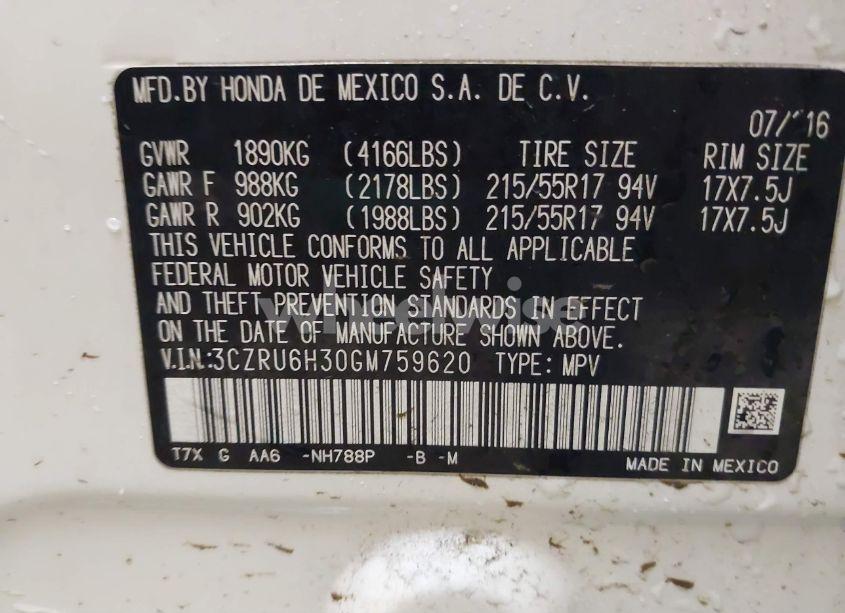 MFD.BY HONDA DE MEXICO S.A. DE C.V.
07/'16
GVWR 1890KG (4166LBS) TIRE SIZE RIM SIZE
GAWR F 988KG (2178LBS) 215/55R17 94V 17X7.5J
GAWR R 902KG (1988LBS) 215/55R17 94V 17X7.5J
THIS VEHICLE CONFORMS TO ALL APPLICABLE
FEDERAL MOTOR VEHICLE SAFETY
AND THEFT PREVENTION STANDARDS IN EFFECT
ON THE DATE OF MANUFACTURE SHOWN ABOVE.
V.I.N.:3CZRU6H30GM759620 TYPE: MPV
T7X G AA6 -NH788P -B -M
MADE IN MEXICO